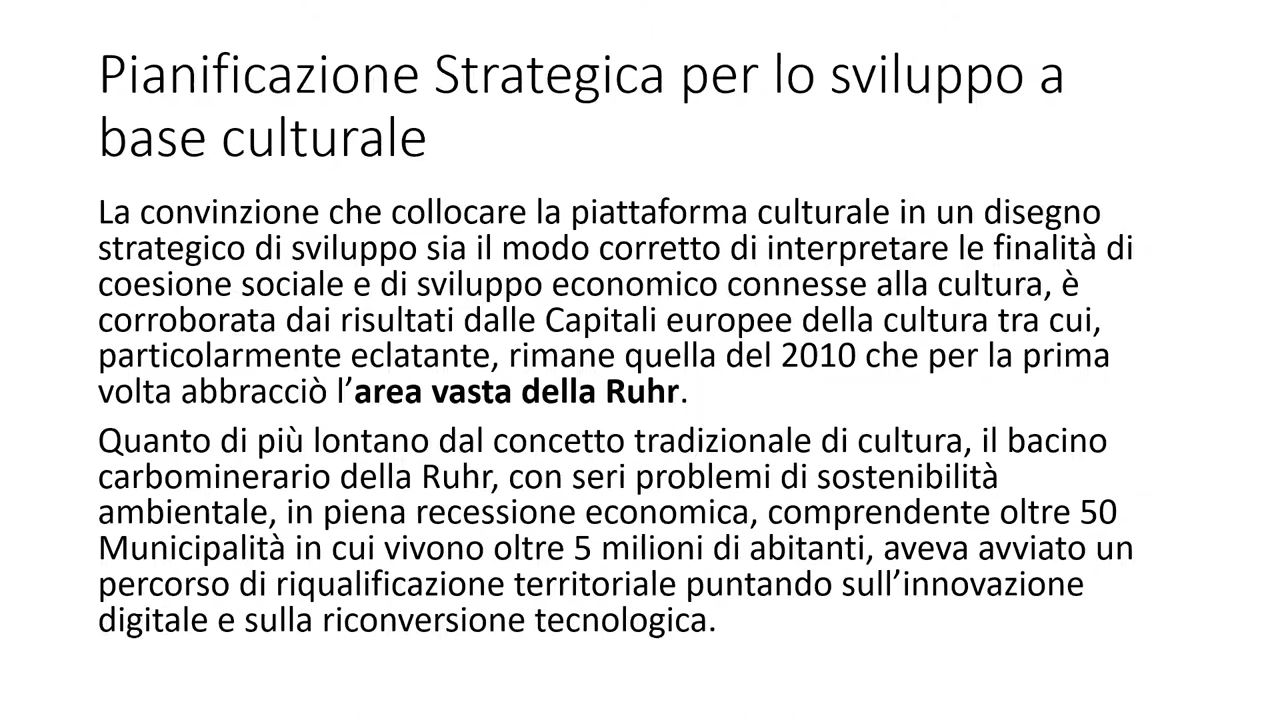 Pianificazione Strategica per lo sviluppo a
base culturale
La convinzione che collocare la piattaforma culturale in un disegno
strategico di sviluppo sia il modo corretto di interpretare le finalità di
coesione sociale e di sviluppo economico connesse alla cultura, è
corroborata dai risultati dalle Capitali europee della cultura tra cui,
particolarmente eclatante, rimane quella del 2010 che per la prima
volta abbracciò l’area vasta della Ruhr.
Quanto di più lontano dal concetto tradizionale di cultura, il bacino
carbominerario della Ruhr, con seri problemi di sostenibilità
ambientale, in piena recessione economica, comprendente oltre 50
Municipalità in cui vivono oltre 5 milioni di abitanti, aveva avviato un
percorso di riqualificazione territoriale puntando sull’innovazione
digitale e sulla riconversione tecnologica.